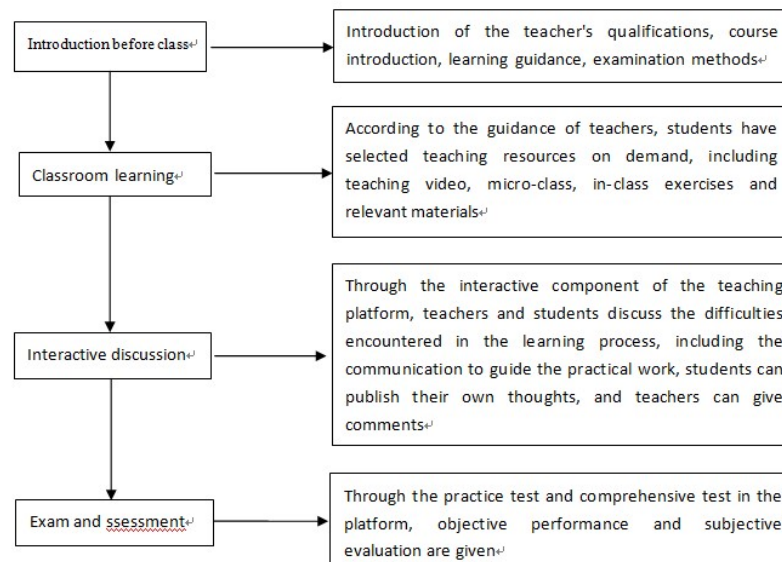 Introduction before class↵
Introduction of the teacher's qualifications, course
introduction, learning guidance, examination methods↵
Classroom learning↵
According to the guidance of teachers, students have
selected teaching resources on demand, including
teaching video, micro-class, in-class exercises and
relevant materials↵
Interactive discussion↵
Through the interactive component of the teaching
platform, teachers and students discuss the difficulties
encountered in the learning process, including the
communication to guide the practical work, students can
publish their own thoughts, and teachers can give
comments↵
Exam and ssessment↵
Through the practice test and comprehensive test in the
platform, objective performance and subjective
evaluation are given↵